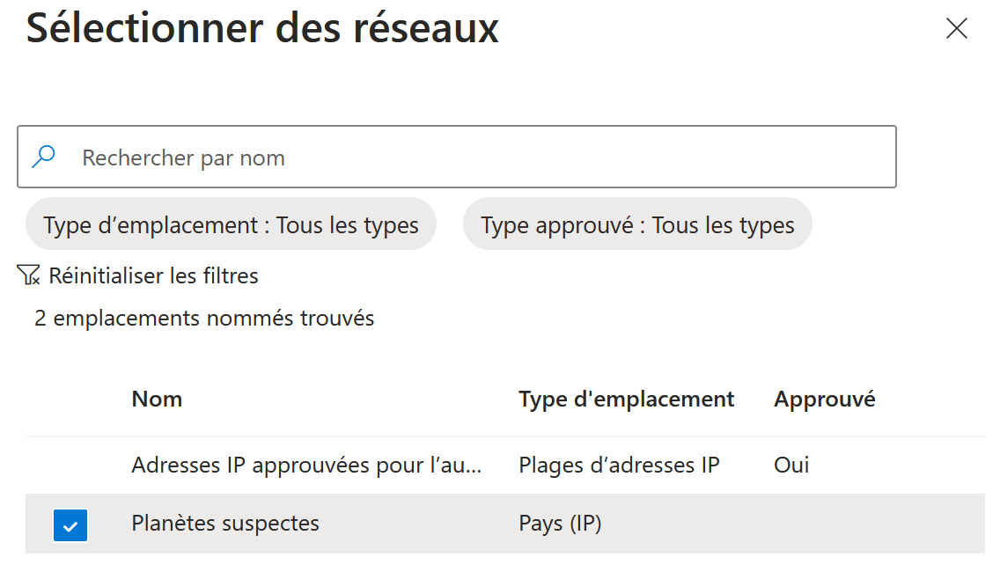 Sélectionner des réseaux
Rechercher par nom
Type d’emplacement : Tous les types Type approuvé : Tous les types
Réinitialiser les filtres
2 emplacements nommés trouvés
Nom Type d'emplacement Approuvé
Adresses IP approuvées pour l’au... Plages d’adresses IP Oui
Planètes suspectes Pays (IP)